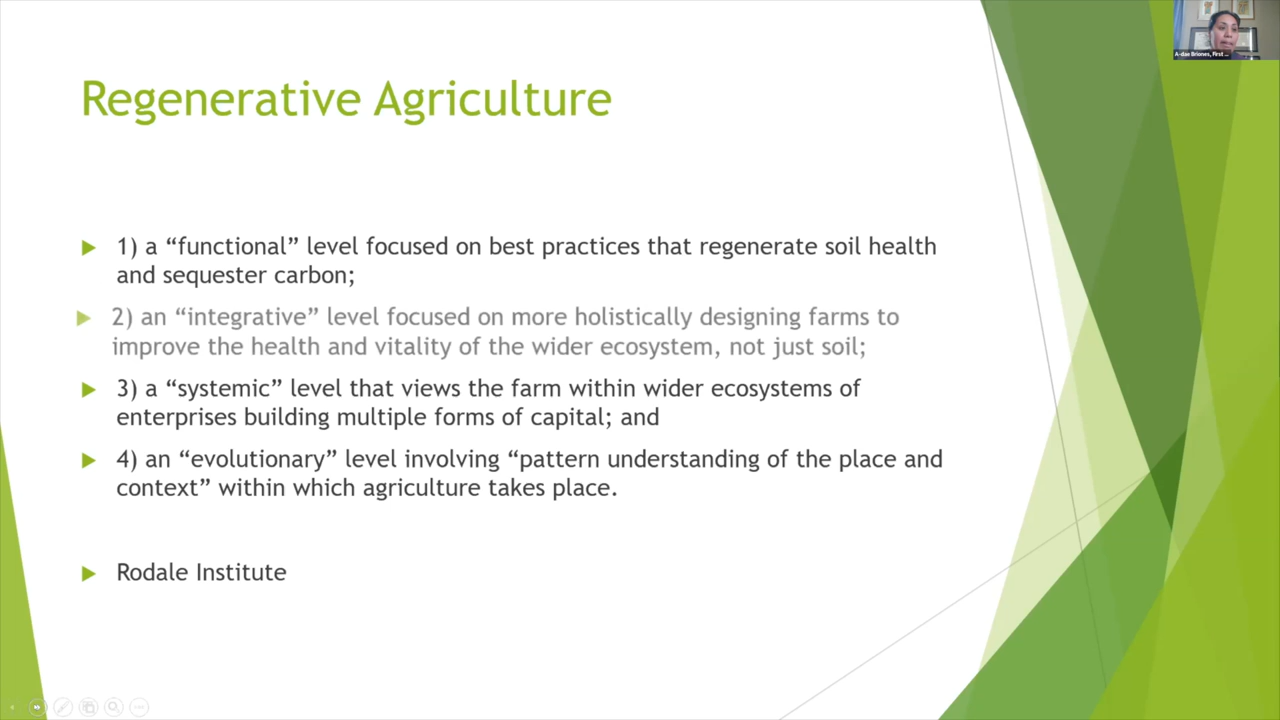 A-dae Briones, First ...
Regenerative Agriculture
1) a “functional” level focused on best practices that regenerate soil health
and sequester carbon;
2) an “integrative” level focused on more holistically designing farms to
improve the health and vitality of the wider ecosystem, not just soil;
3) a “systemic” level that views the farm within wider ecosystems of
enterprises building multiple forms of capital; and
4) an “evolutionary” level involving “pattern understanding of the place and
context” within which agriculture takes place.
Rodale Institute